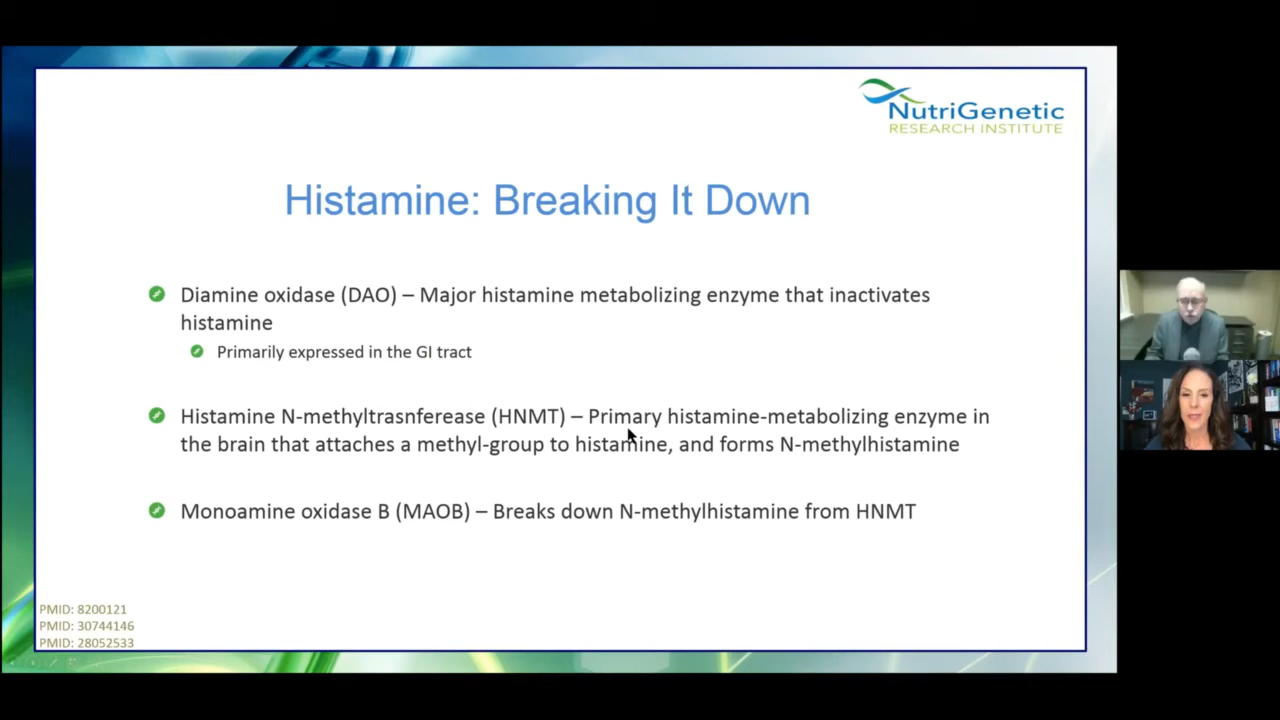 NutriGenetic
RESEARCH INSTITUTE
Histamine: Breaking It Down
Diamine oxidase (DAO) – Major histamine metabolizing enzyme that inactivates
histamine
Primarily expressed in the GI tract
Histamine N-methyltrasnferease (HNMT) – Primary histamine-metabolizing enzyme in
the brain that attaches a methyl-group to histamine, and forms N-methylhistamine
Monoamine oxidase B (MAOB) – Breaks down N-methylhistamine from HNMT
PMID: 8200121
PMID: 30744146
PMID: 28052533